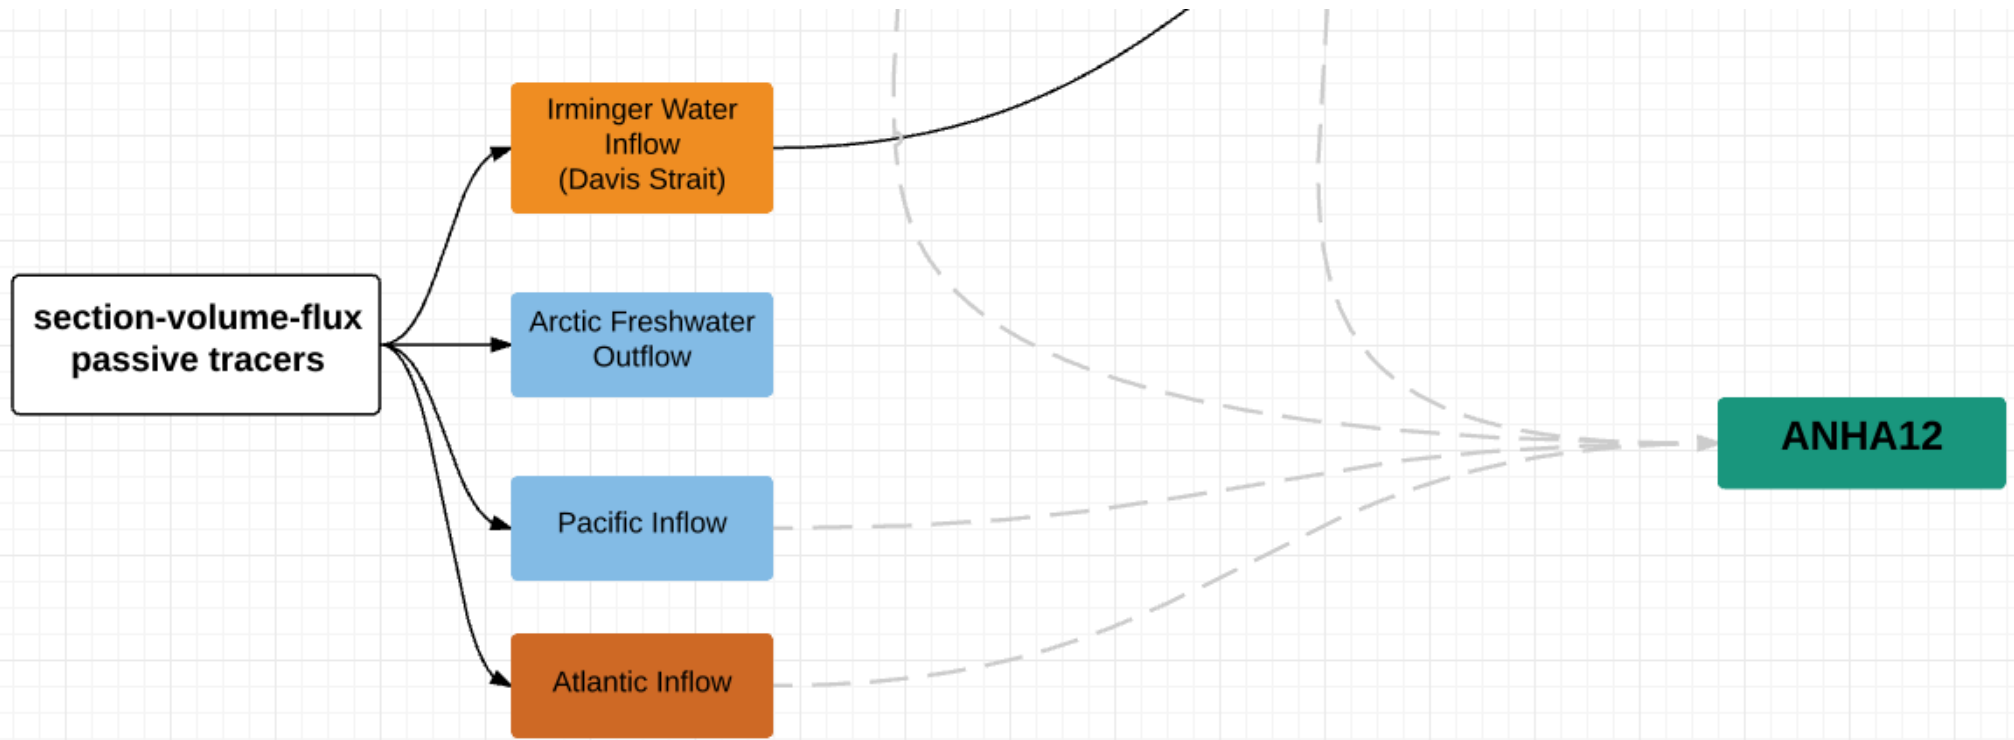 Irminger Water
Inflow
(Davis Strait)
section-volume-flux
passive tracers
Arctic Freshwater
Outflow
ANHA12
Pacific Inflow
Atlantic Inflow